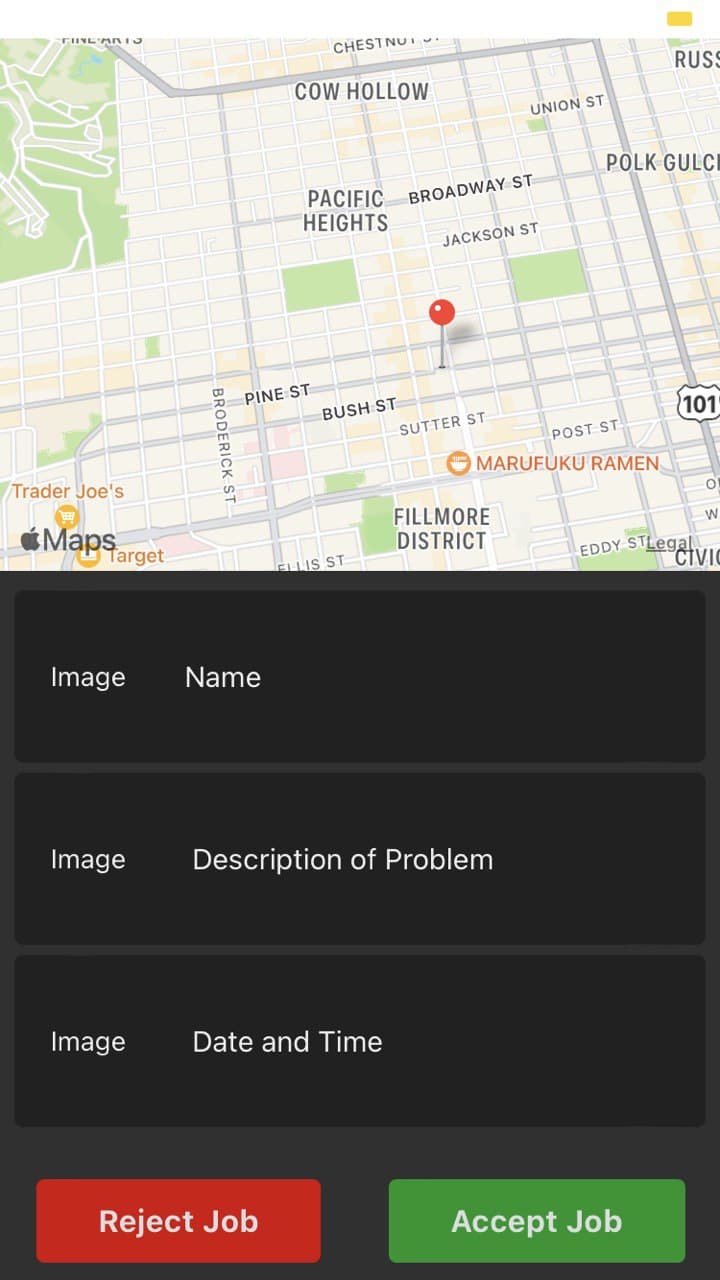 CHESTNUT ST
RUSS
COW HOLLOW
UNION ST
POLK GULC
PACIFIC
HEIGHTS
BROADWAY ST
JACKSON ST
PINE ST
BUSH ST
BRODERICK ST
SUTTER ST
POST ST
101
MARUFUKU RAMEN
Trader Joe's
FILLMORE
DISTRICT
Maps
Target
ELLIS ST
EDDY ST
Legal
CIVIC
Image
Name
Image
Description of Problem
Image
Date and Time
Reject Job
Accept Job